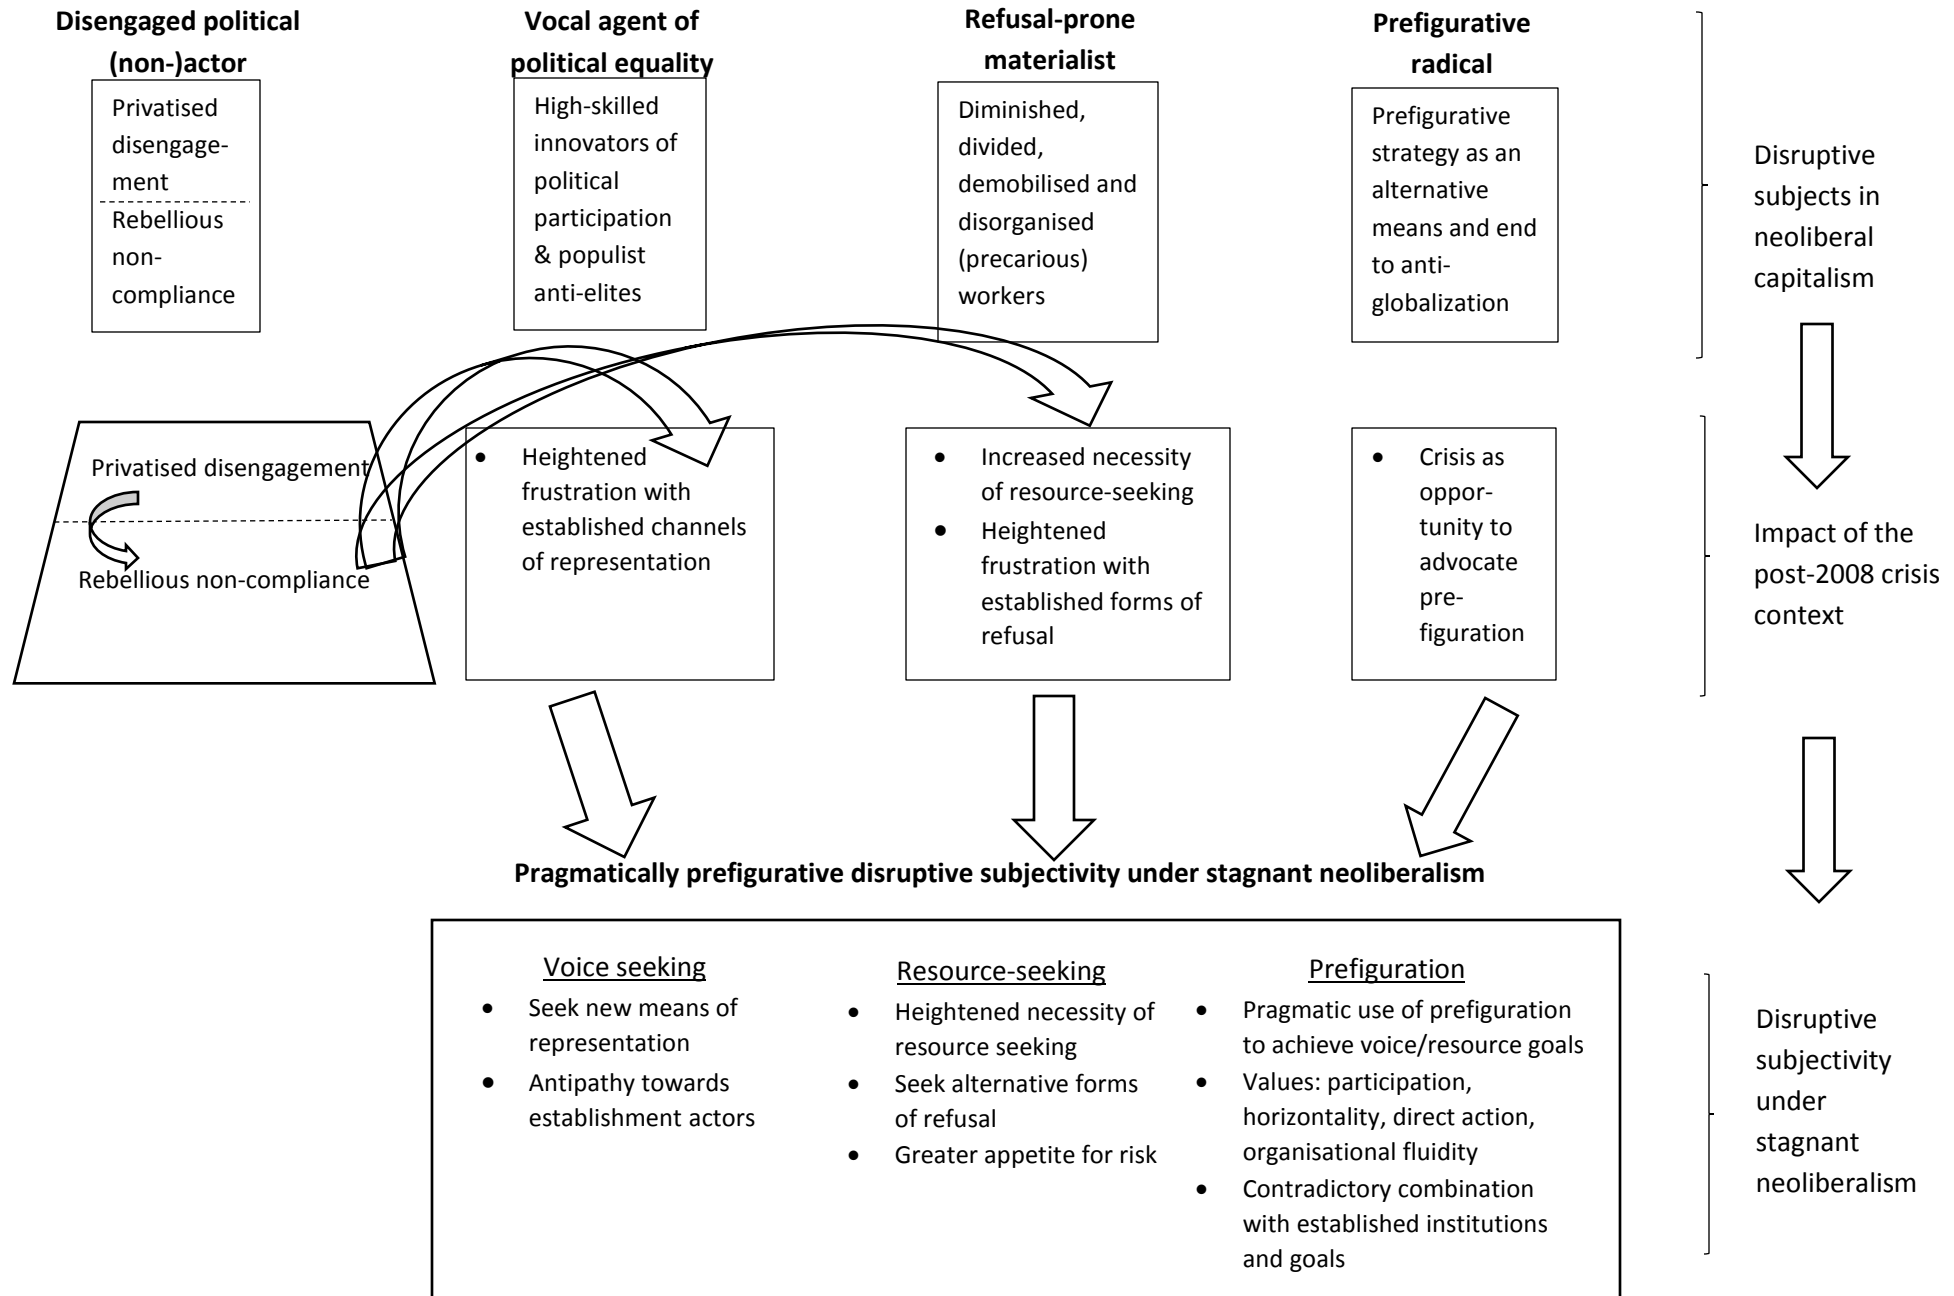 Disengaged political
(non-)actor
Privatised
disengage-
ment
Rebellious
non-
compliance
Vocal agent of
political equality
High-skilled
innovators of
political
participation
& populist
anti-elites
Refusal-prone
materialist
Diminished,
divided,
demobilised and
disorganised
(precarious)
workers
Prefigurative
radical
Prefigurative
strategy as an
alternative
means and end
to anti-
globalization
Disruptive
subjects in
neoliberal
capitalism
Privatised disengagement
Rebellious non-compliance
• Heightened
frustration with
established channels
of representation
• Increased necessity
of resource-seeking
• Heightened
frustration with
established forms of
refusal
• Crisis as
oppor-
tunity to
advocate
pre-
figuration
Impact of the
post-2008 crisis
context
Pragmatically prefigurative disruptive subjectivity under stagnant neoliberalism
Voice seeking
• Seek new means of
representation
• Antipathy towards
establishment actors
Resource-seeking
• Heightened necessity of
resource seeking
• Seek alternative forms
of refusal
• Greater appetite for risk
Prefiguration
• Pragmatic use of prefiguration
to achieve voice/resource goals
• Values: participation,
horizontality, direct action,
organisational fluidity
• Contradictory combination
with established institutions
and goals
Disruptive
subjectivity
under
stagnant
neoliberalism